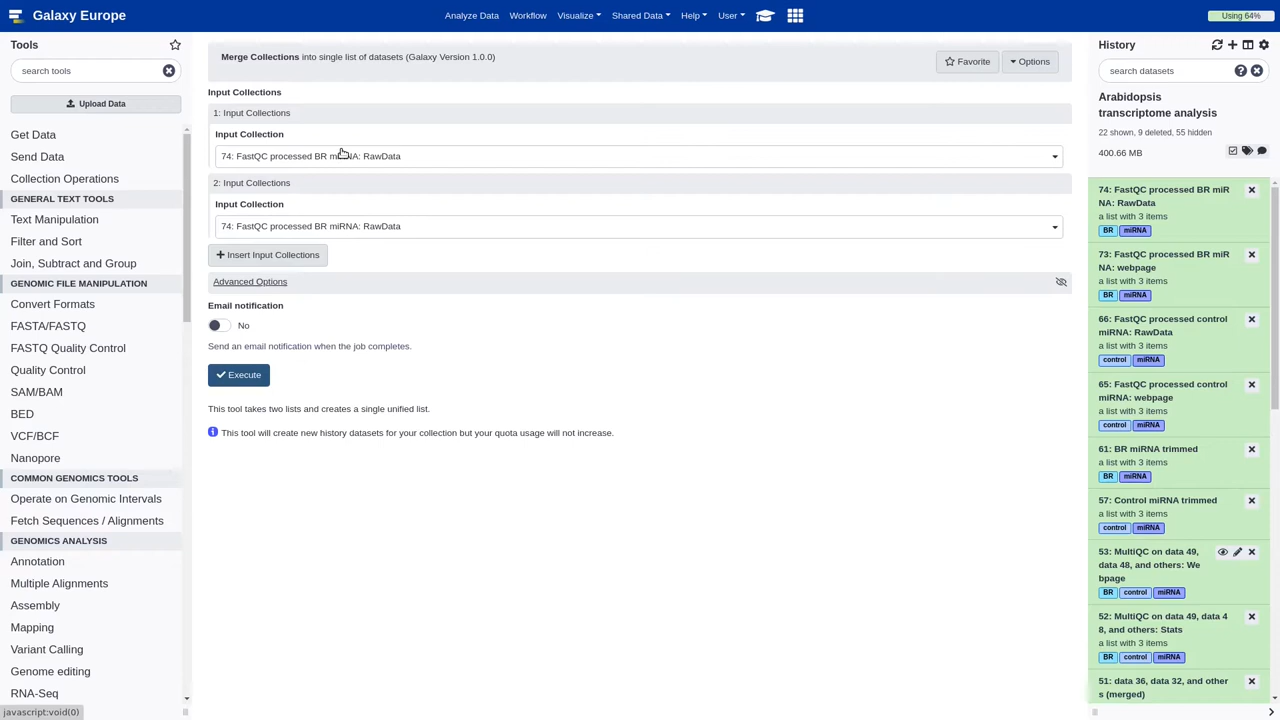 Galaxy Europe
Analyze Data Workflow Visualize Shared Data Help User
Using 64%
Tools
search tools
Upload Data
Get Data
Send Data
Collection Operations
GENERAL TEXT TOOLS
Text Manipulation
Filter and Sort
Join, Subtract and Group
GENOMIC FILE MANIPULATION
Convert Formats
FASTA/FASTQ
FASTQ Quality Control
Quality Control
SAM/BAM
BED
VCF/BCF
Nanopore
COMMON GENOMICS TOOLS
Operate on Genomic Intervals
Fetch Sequences / Alignments
GENOMICS ANALYSIS
Annotation
Multiple Alignments
Assembly
Mapping
Variant Calling
Genome editing
RNA-Seq
javascript:void(0)
Merge Collections into single list of datasets (Galaxy Version 1.0.0)
Favorite
Options
Input Collections
1: Input Collections
Input Collection
74: FastQC processed BR miRNA: RawData
2: Input Collections
Input Collection
74: FastQC processed BR miRNA: RawData
Insert Input Collections
Advanced Options
Email notification
No
Send an email notification when the job completes.
Execute
This tool takes two lists and creates a single unified list.
This tool will create new history datasets for your collection but your quota usage will not increase.
History
search datasets
Arabidopsis
transcriptome analysis
22 shown, 9 deleted, 55 hidden
400.66 MB
74: FastQC processed BR miR
NA: RawData
a list with 3 items
BR miRNA
73: FastQC processed BR miR
NA: webpage
a list with 3 items
BR miRNA
66: FastQC processed control
miRNA: RawData
a list with 3 items
control miRNA
65: FastQC processed control
miRNA: webpage
a list with 3 items
control miRNA
61: BR miRNA trimmed
a list with 3 items
BR miRNA
57: Control miRNA trimmed
a list with 3 items
control miRNA
53: MultiQC on data 49,
data 48, and others: We
bpage
BR control miRNA
52: MultiQC on data 49, data 4
8, and others: Stats
a list with 3 items
BR control miRNA
51: data 36, data 32, and other
s (merged)